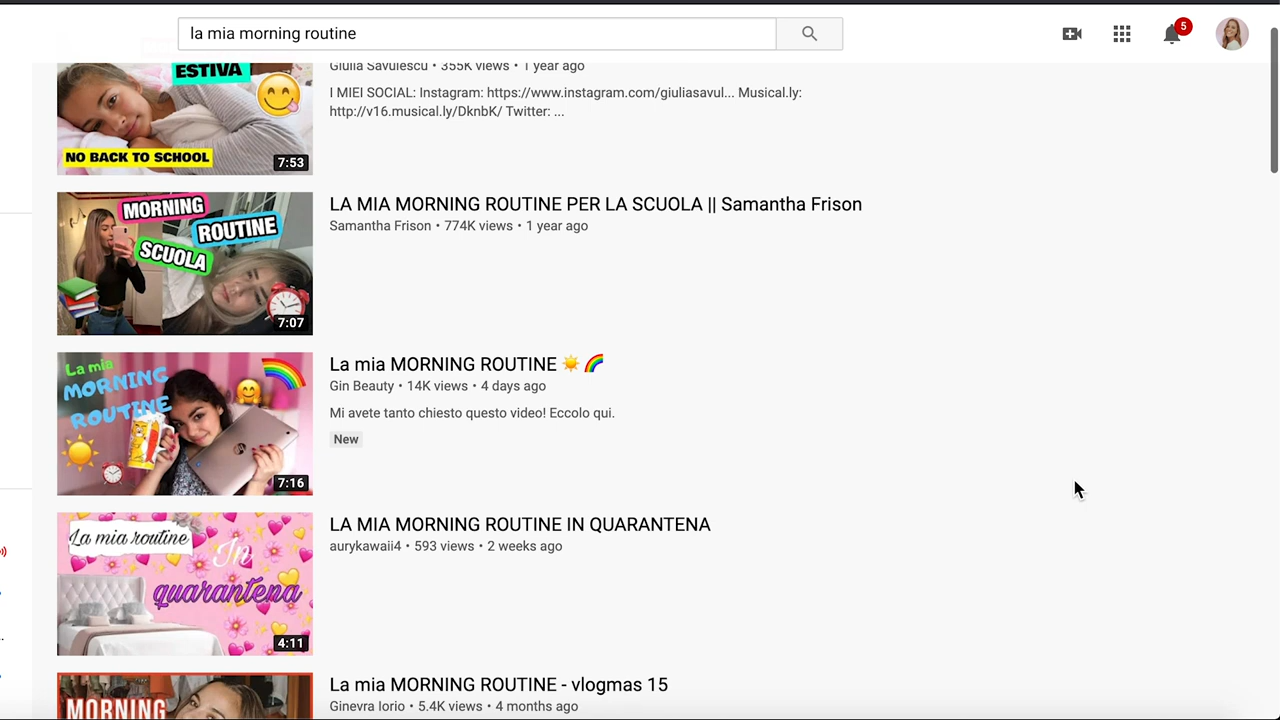 la mia morning routine
5
ESTIVA
NO BACK TO SCHOOL
7:53
Giulia Savulescu • 355K views • 1 year ago
I MIEI SOCIAL: Instagram: https://www.instagram.com/giuliasavul... Musical.ly:
http://v16.musical.ly/DknbK/ Twitter: ...
MORNING
ROUTINE
SCUOLA
7:07
LA MIA MORNING ROUTINE PER LA SCUOLA || Samantha Frison
Samantha Frison • 774K views • 1 year ago
La mia
MORNING
ROUTINE
7:16
La mia MORNING ROUTINE ☀️ 🌈
Gin Beauty • 14K views • 4 days ago
Mi avete tanto chiesto questo video! Eccolo qui.
New
La mia routine
In
quarantena
4:11
LA MIA MORNING ROUTINE IN QUARANTENA
aurykawaii4 • 593 views • 2 weeks ago
MORNING
La mia MORNING ROUTINE - vlogmas 15
Ginevra Iorio • 5.4K views • 4 months ago